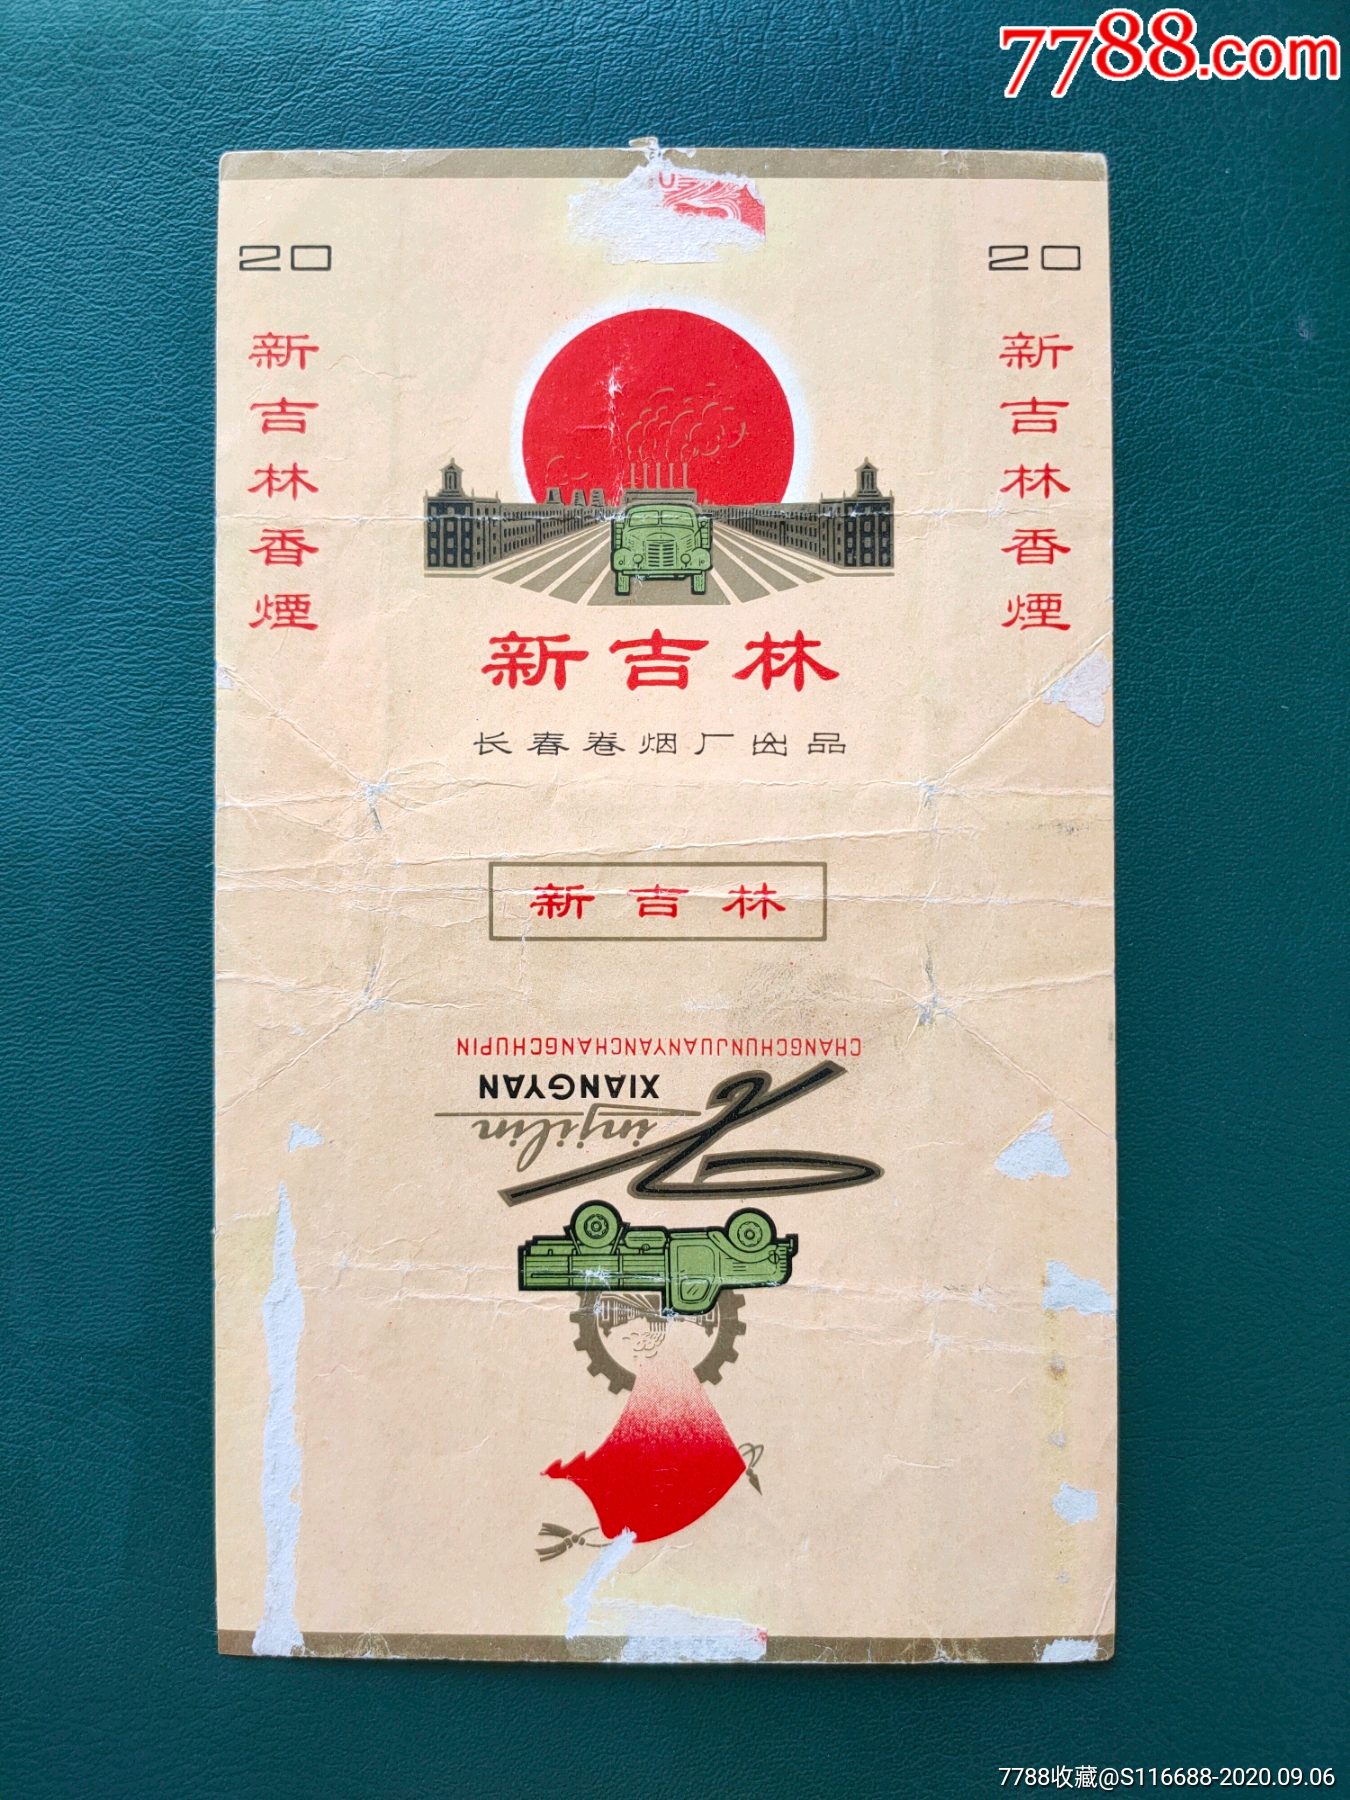 7788.com
20
20
新吉林香煙
新吉林香煙
新吉林
长春卷烟厂出品
新吉林
CHANGCHUNJUANYANCHANGCHUPIN
XIANGYAN
Xinjilin
7788收藏@S116688-2020.09.06